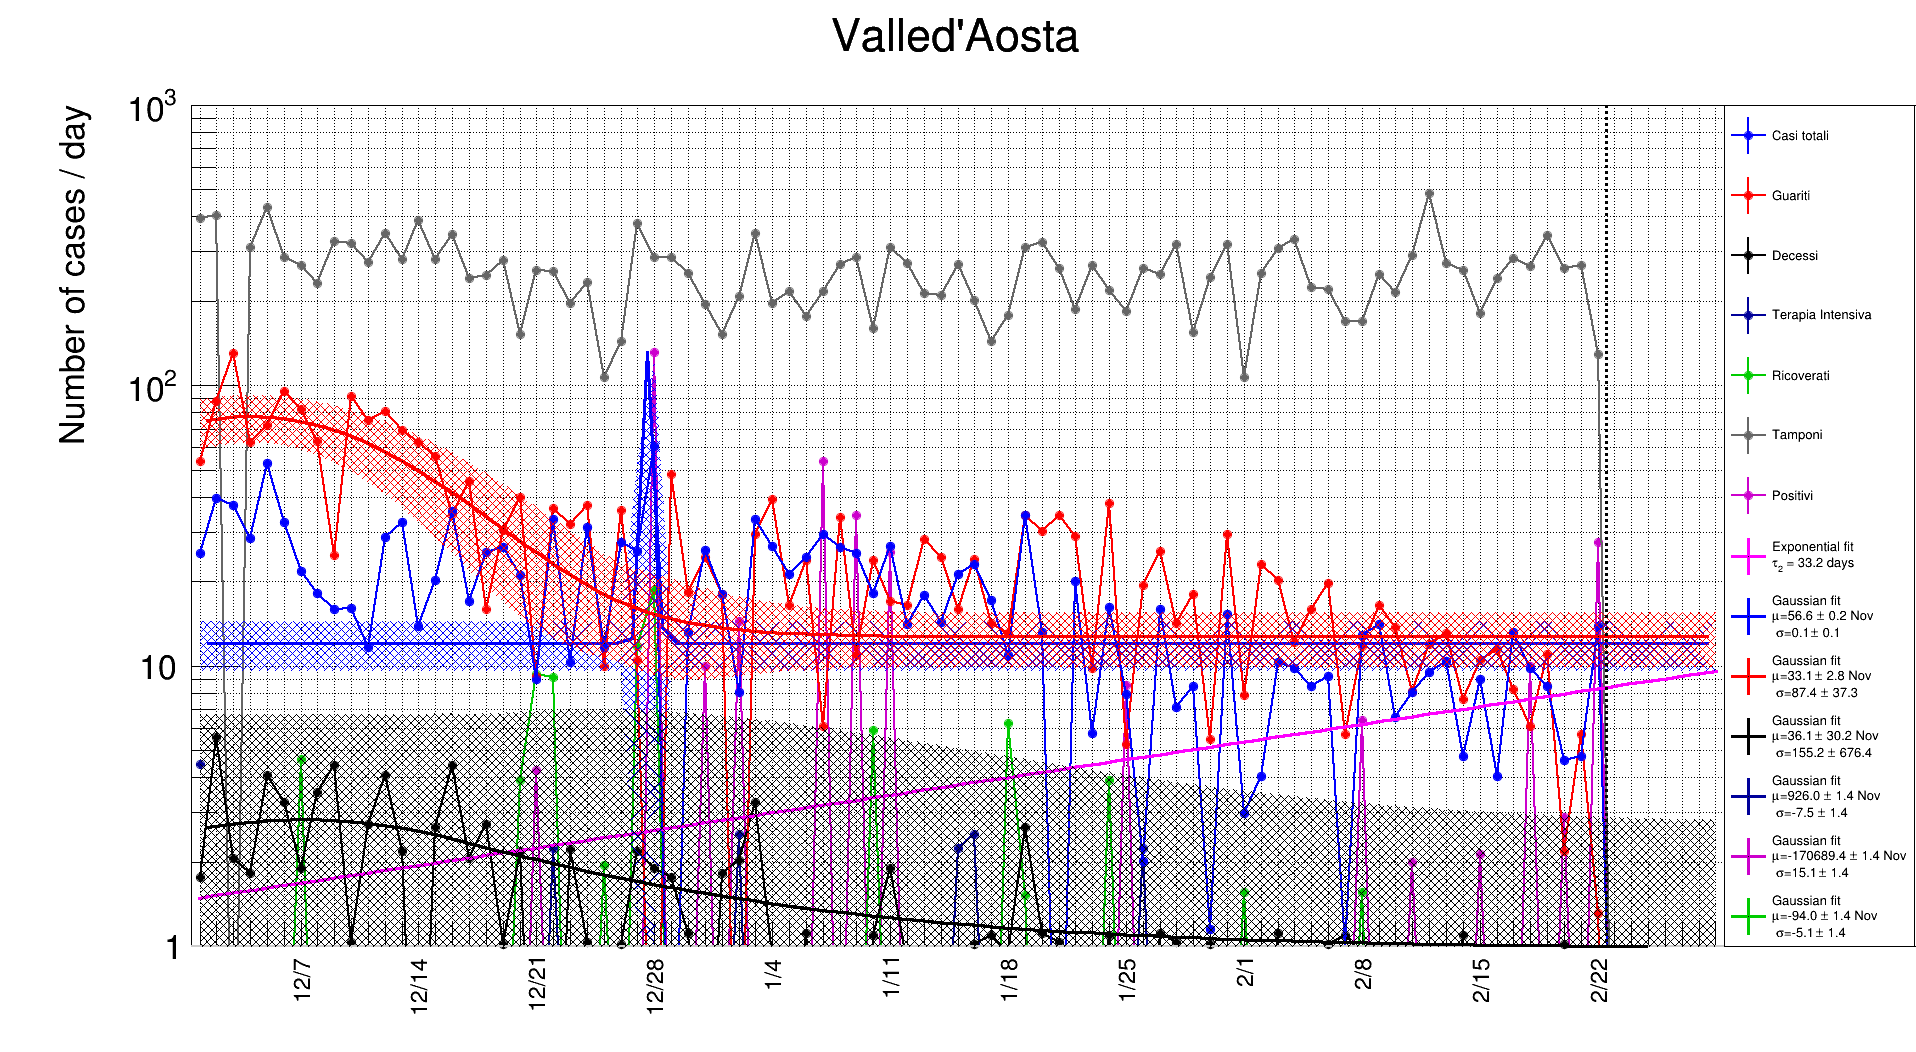 Valled'Aosta
Number of cases / day
10³
10²
10
1
12/7
12/14
12/21
12/28
1/4
1/11
1/18
1/25
2/1
2/8
2/15
2/22
Casi totali
Guariti
Decessi
Terapia Intensiva
Ricoverati
Tamponi
Positivi
Exponential fit
τ₂ = 33.2 days
Gaussian fit
μ=56.6 ± 0.2 Nov
σ=0.1 ± 0.1
Gaussian fit
μ=33.1 ± 2.8 Nov
σ=87.4 ± 37.3
Gaussian fit
μ=36.1 ± 30.2 Nov
σ=155.2 ± 676.4
Gaussian fit
μ=926.0 ± 1.4 Nov
σ=-7.5 ± 1.4
Gaussian fit
μ=-170689.4 ± 1.4 Nov
σ=15.1 ± 1.4
Gaussian fit
μ=-94.0 ± 1.4 Nov
σ=-5.1 ± 1.4